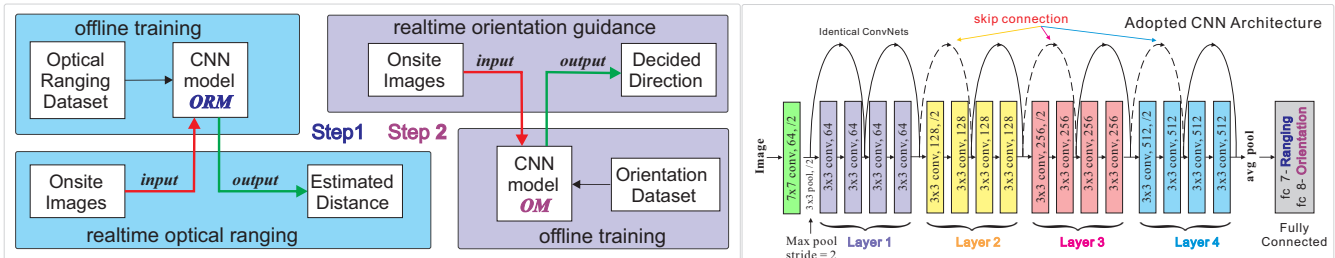 offline training
Optical
Ranging
Dataset
CNN
model
ORM
Onsite
Images
input
output
Estimated
Distance
realtime optical ranging
Step1
Step 2
realtime orientation guidance
Onsite
Images
input
output
Decided
Direction
CNN
model
OM
Orientation
Dataset
offline training
skip connection
Adopted CNN Architecture
Identical ConvNets
Image
7x7 conv, 64, /2
3x3 pool, /2
3x3 conv, 64
3x3 conv, 64
3x3 conv, 64
3x3 conv, 64
3x3 conv, 128, /2
3x3 conv, 128
3x3 conv, 128
3x3 conv, 128
3x3 conv, 256, /2
3x3 conv, 256
3x3 conv, 256
3x3 conv, 256
3x3 conv, 512, /2
3x3 conv, 512
3x3 conv, 512
3x3 conv, 512
avg pool
fc 7 - Ranging
fc 8- Orientation
Max pool
stride = 2
Layer 1
Layer 2
Layer 3
Layer 4
Fully
Connected